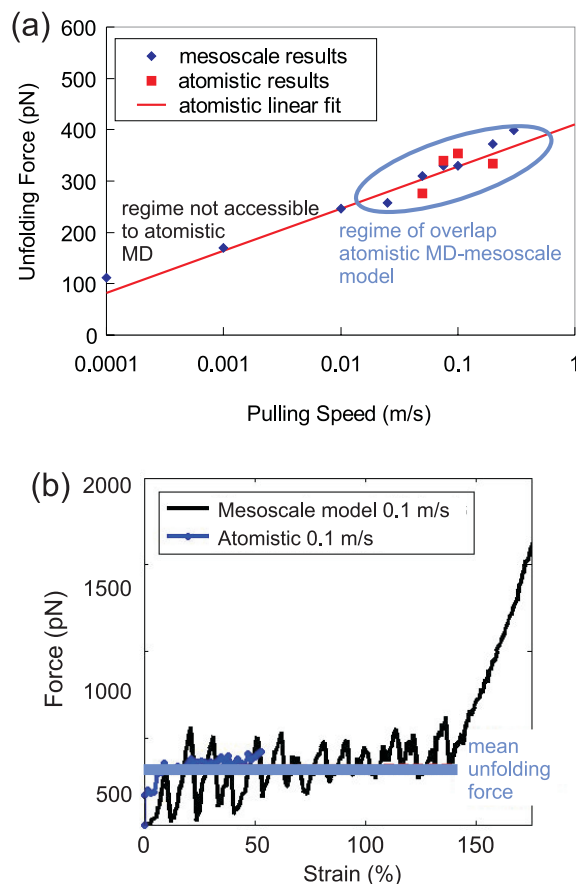 (a)
600
500
400
300
200
100
0
Unfolding Force (pN)
mesoscale results
atomistic results
atomistic linear fit
regime not accessible
to atomistic
MD
regime of overlap
atomistic MD-mesoscale
model
0.0001
0.001
0.01
0.1
1
Pulling Speed (m/s)
(b)
2000
1500
1000
500
Force (pN)
Mesoscale model 0.1 m/s
Atomistic 0.1 m/s
mean
unfolding
force
0
50
100
150
Strain (%)